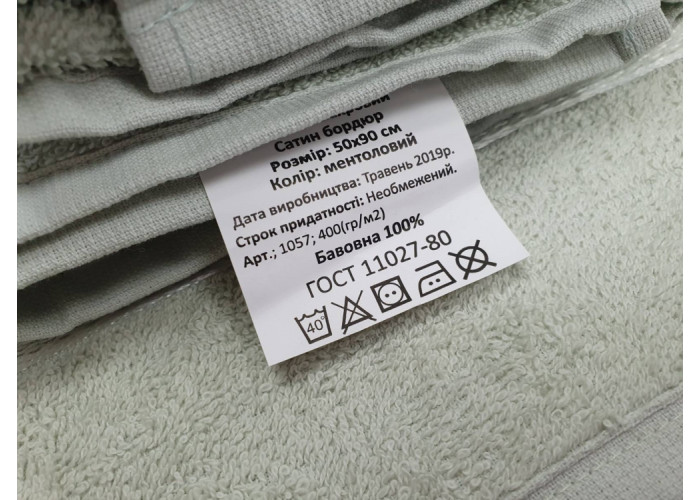 Сатин бордюр
Розмір: 50х90 см
Колір: ментоловий
Дата виробництва: Травень 2019р.
Строк придатності: Необмежений.
Арт.; 1057; 400(гр/м2)
Бавовна 100%
ГОСТ 11027-80
40°